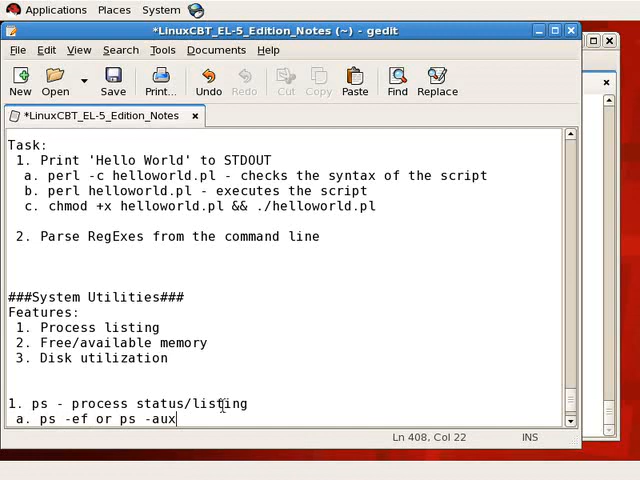 Applications Places System
*LinuxCBT_EL-5_Edition_Notes (~) - gedit
File Edit View Search Tools Documents Help
New Open Save Print... Undo Redo Cut Copy Paste Find Replace
*LinuxCBT_EL-5_Edition_Notes
Task:
1. Print 'Hello World' to STDOUT
a. perl -c helloworld.pl - checks the syntax of the script
b. perl helloworld.pl - executes the script
c. chmod +x helloworld.pl && ./helloworld.pl
2. Parse RegExes from the command line
###System Utilities###
Features:
1. Process listing
2. Free/available memory
3. Disk utilization
1. ps - process status/listing
a. ps -ef or ps -aux
Ln 408, Col 22 INS